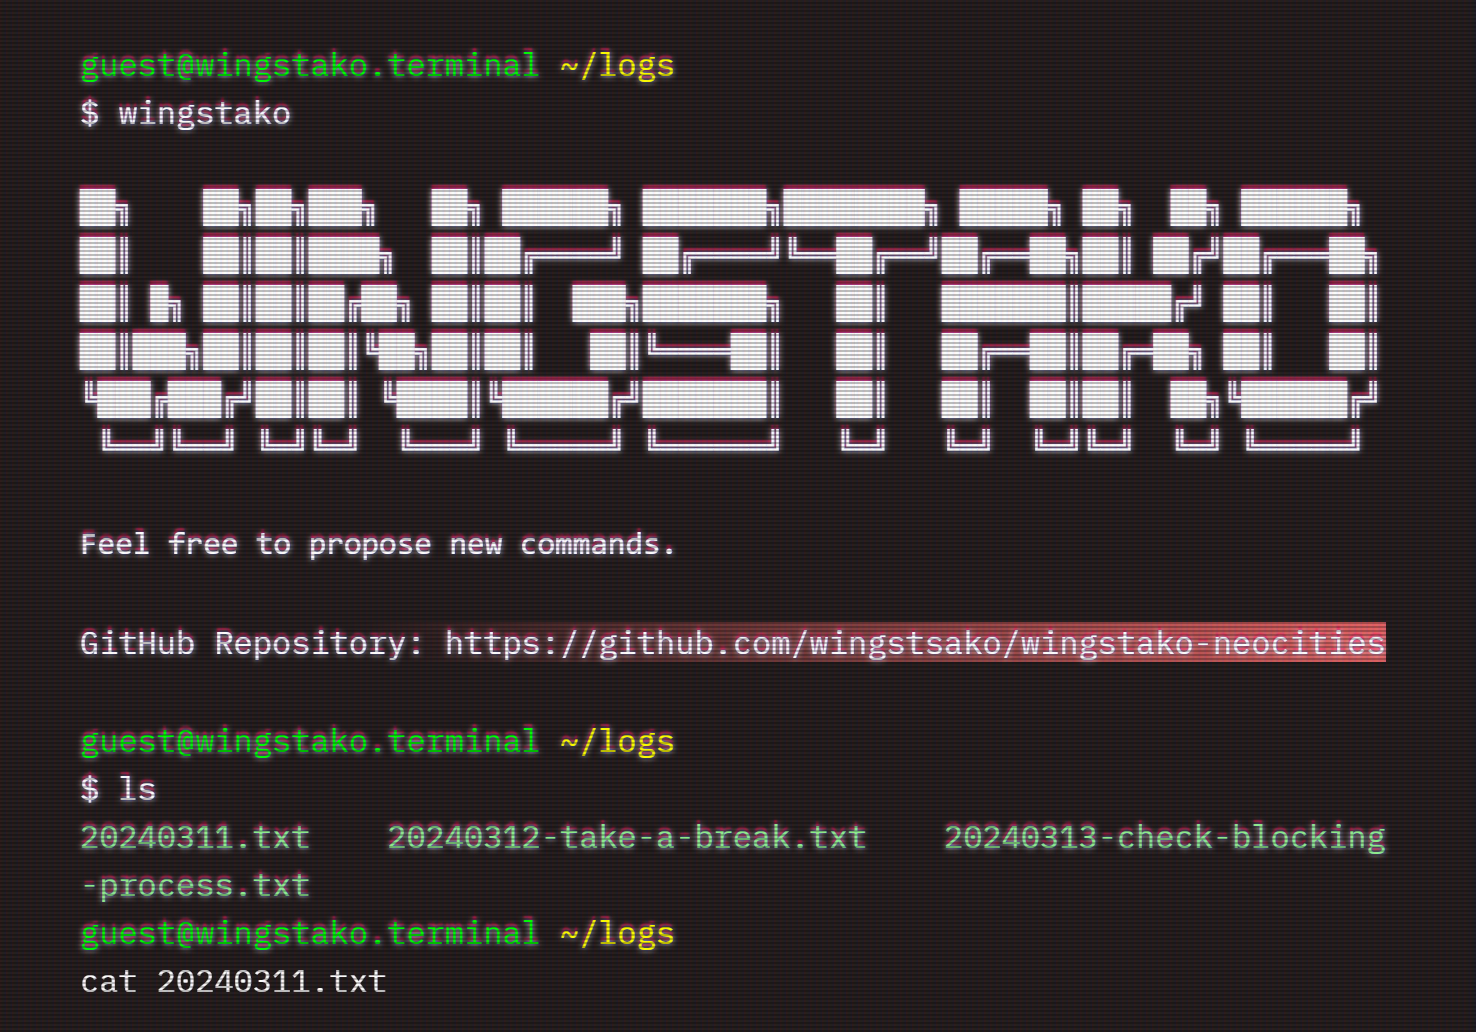 guest@wingstako.terminal ~/logs
$ wingstako
WINGSTAKO
Feel free to propose new commands.
GitHub Repository: https://github.com/wingstsako/wingstako-neocities
guest@wingstako.terminal ~/logs
$ ls
20240311.txt    20240312-take-a-break.txt    20240313-check-blocking
-process.txt
guest@wingstako.terminal ~/logs
cat 20240311.txt